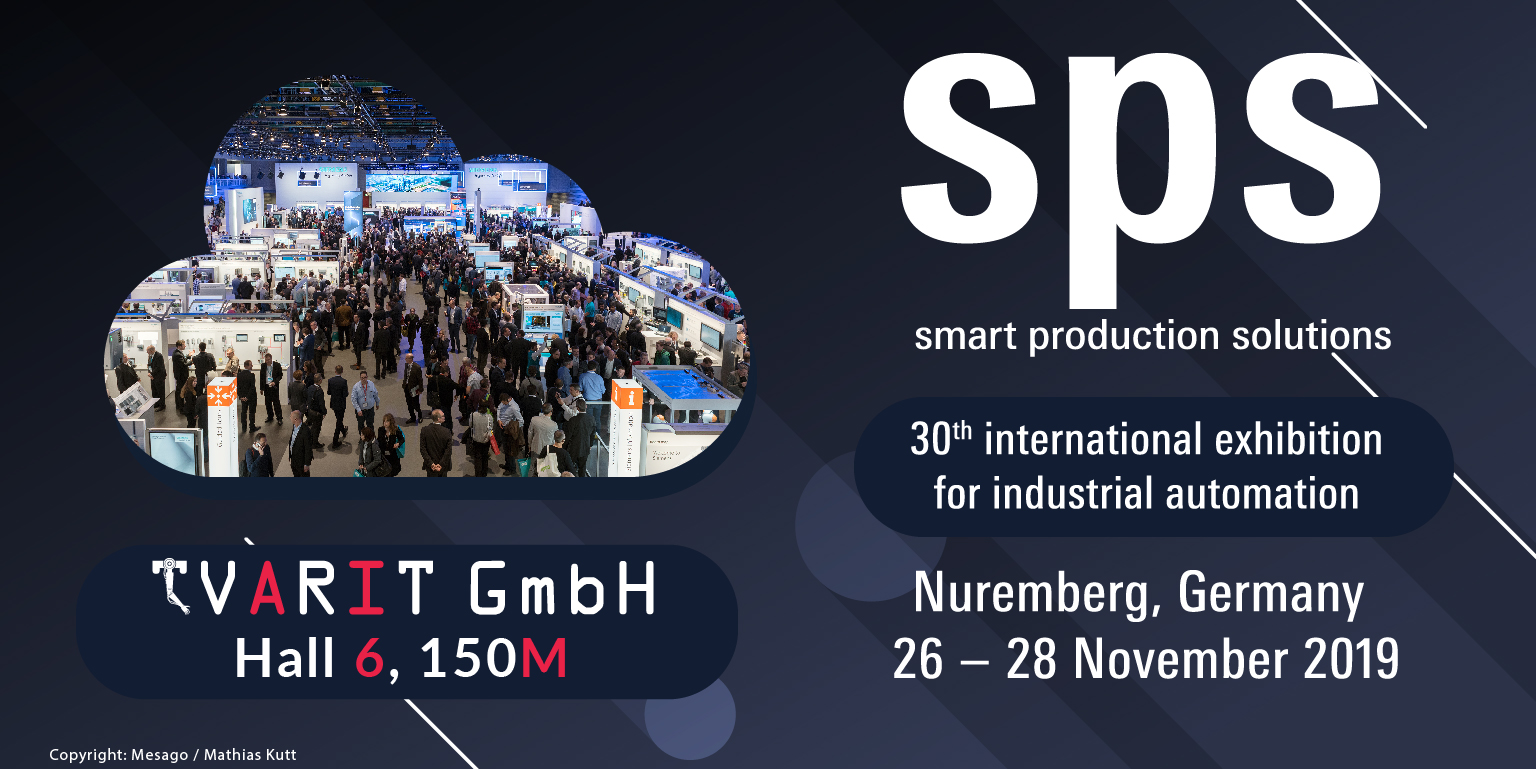 sps
smart production solutions
30th international exhibition
for industrial automation
Nuremberg, Germany
26 – 28 November 2019
TVARIT GmbH
Hall 6, 150M
Copyright: Mesago / Mathias Kutt